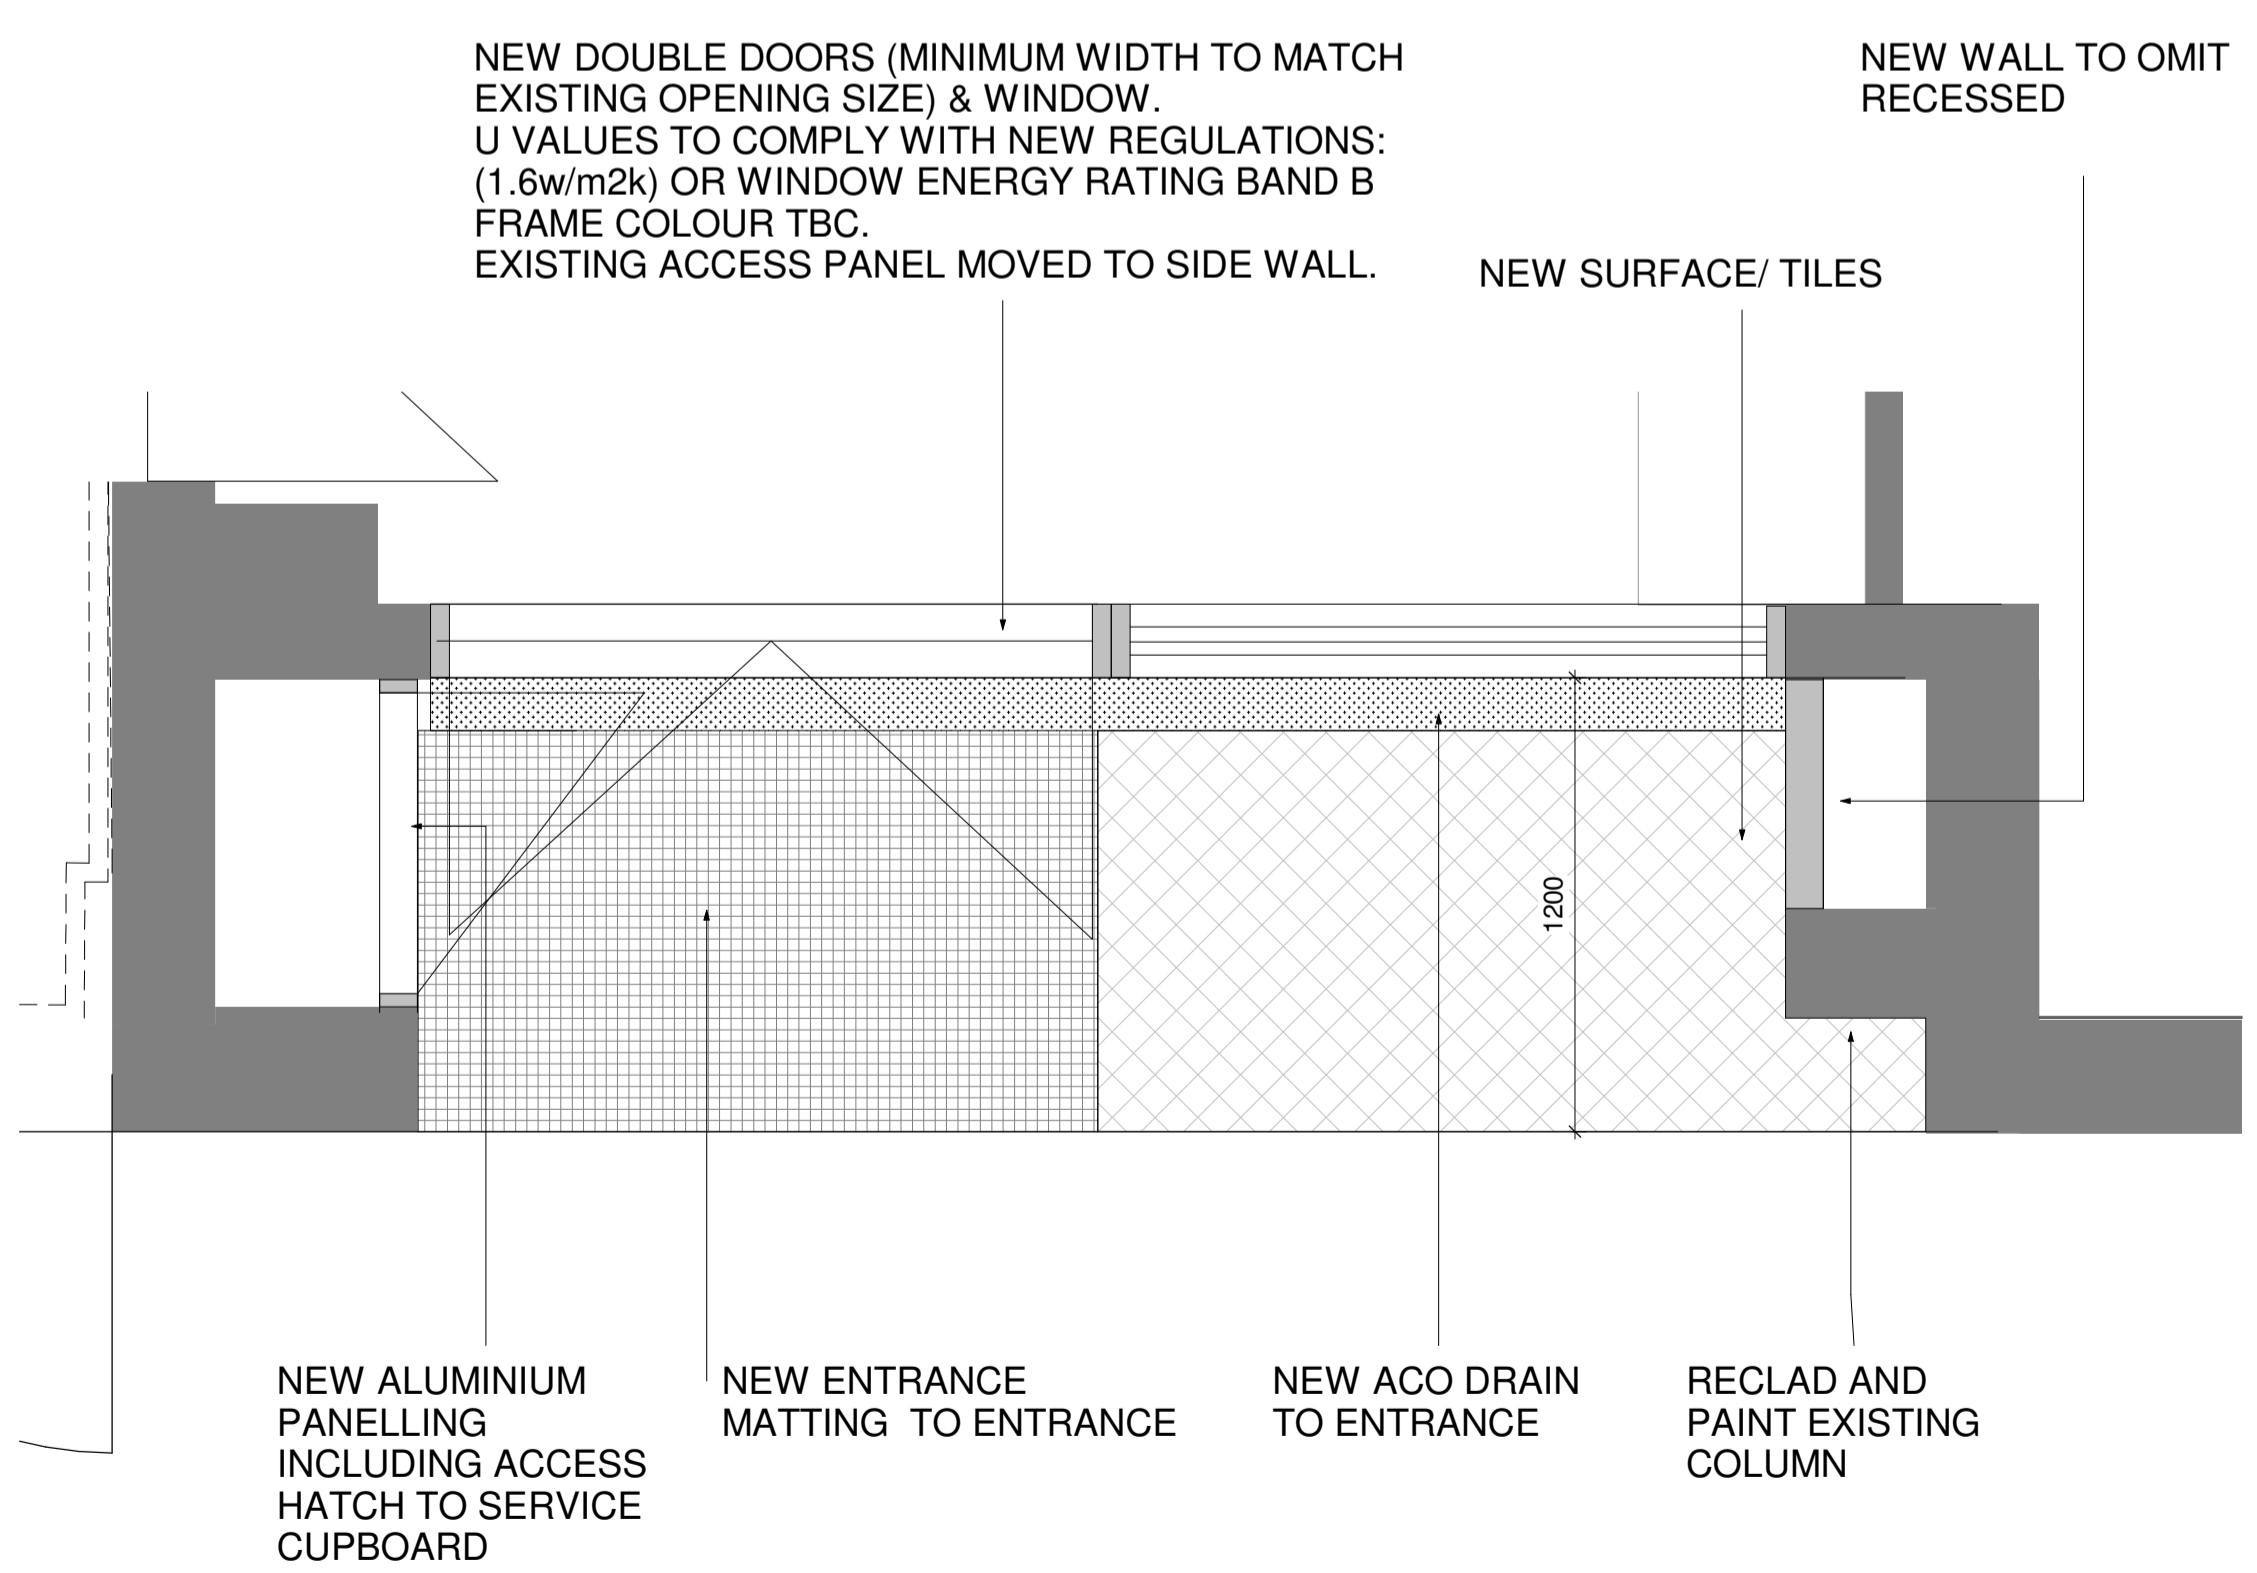 NEW DOUBLE DOORS (MINIMUM WIDTH TO MATCH
EXISTING OPENING SIZE) & WINDOW.
U VALUES TO COMPLY WITH NEW REGULATIONS:
(1.6w/m2k) OR WINDOW ENERGY RATING BAND B
FRAME COLOUR TBC.
EXISTING ACCESS PANEL MOVED TO SIDE WALL.
NEW WALL TO OMIT
RECESSED
NEW SURFACE/ TILES
1200
NEW ALUMINIUM
PANELLING
INCLUDING ACCESS
HATCH TO SERVICE
CUPBOARD
NEW ENTRANCE
MATTING TO ENTRANCE
NEW ACO DRAIN
TO ENTRANCE
RECLAD AND
PAINT EXISTING
COLUMN